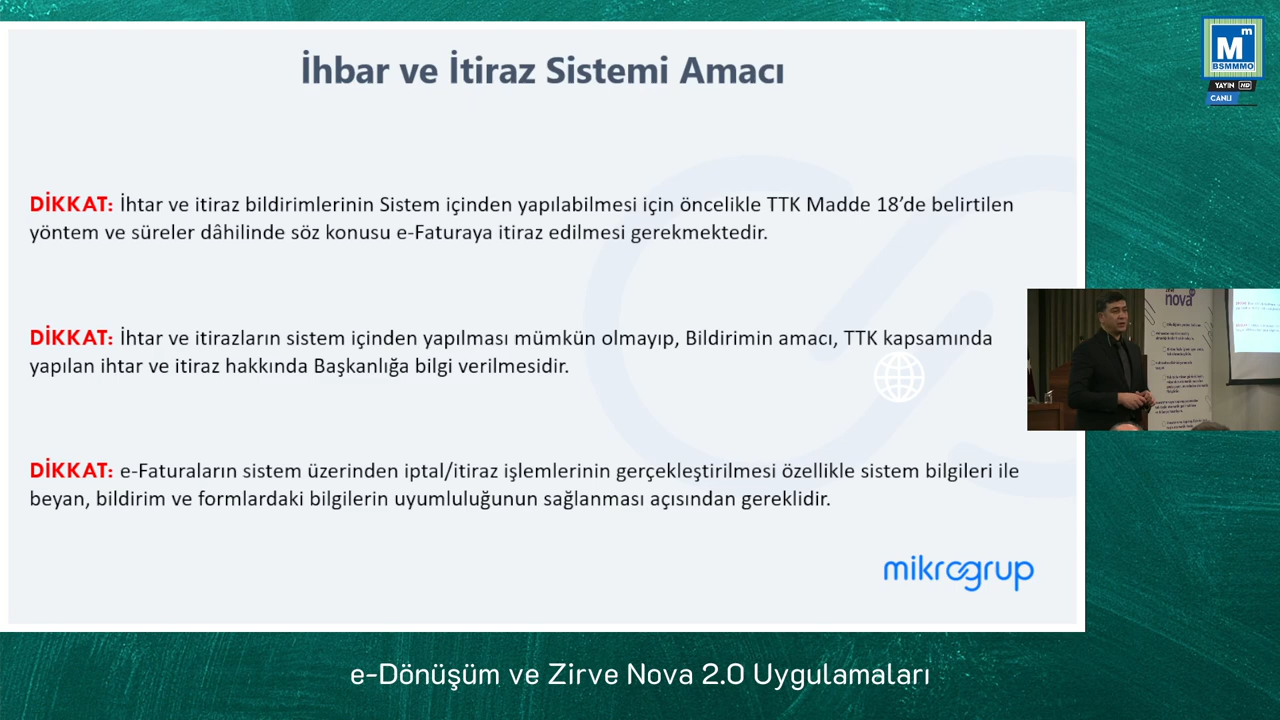 İhbar ve İtiraz Sistemi Amacı
DİKKAT: İhtar ve itiraz bildirimlerinin Sistem içinden yapılabilmesi için öncelikle TTK Madde 18’de belirtilen
yöntem ve süreler dâhilinde söz konusu e-Faturaya itiraz edilmesi gerekmektedir.
DİKKAT: İhtar ve itirazların sistem içinden yapılması mümkün olmayıp, Bildirimin amacı, TTK kapsamında
yapılan ihtar ve itiraz hakkında Başkanlığa bilgi verilmesidir.
DİKKAT: e-Faturaların sistem üzerinden iptal/itiraz işlemlerinin gerçekleştirilmesi özellikle sistem bilgileri ile
beyan, bildirim ve formlardaki bilgilerin uyumluluğunun sağlanması açısından gereklidir.
mikrogrup
Mm
BSMMMO
YAYIN HD
CANLI
nova
e-Dönüşüm ve Zirve Nova 2.0 Uygulamaları